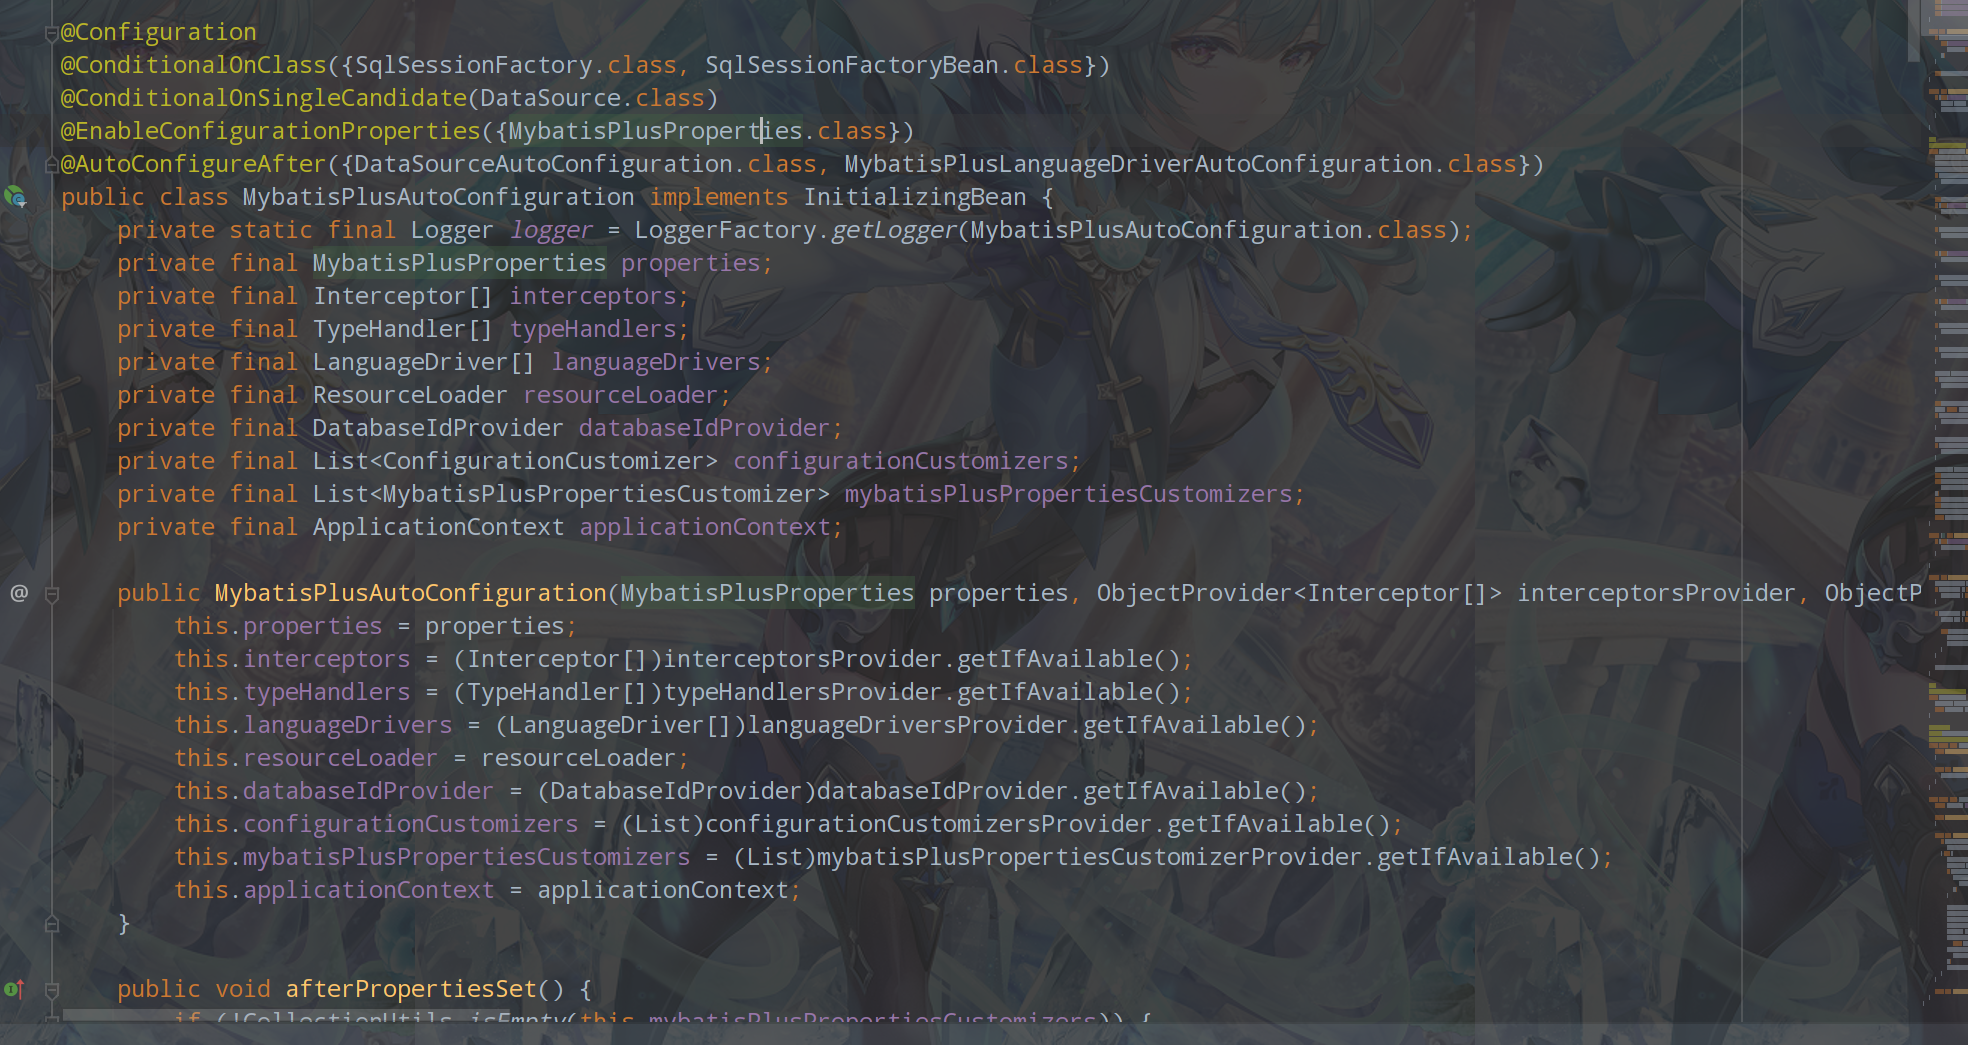 @Configuration
@ConditionalOnClass({SqlSessionFactory.class, SqlSessionFactoryBean.class})
@ConditionalOnSingleCandidate(DataSource.class)
@EnableConfigurationProperties({MybatisPlusProperties.class})
@AutoConfigureAfter({DataSourceAutoConfiguration.class, MybatisPlusLanguageDriverAutoConfiguration.class})
public class MybatisPlusAutoConfiguration implements InitializingBean {
    private static final Logger logger = LoggerFactory.getLogger(MybatisPlusAutoConfiguration.class);
    private final MybatisPlusProperties properties;
    private final Interceptor[] interceptors;
    private final TypeHandler[] typeHandlers;
    private final LanguageDriver[] languageDrivers;
    private final ResourceLoader resourceLoader;
    private final DatabaseIdProvider databaseIdProvider;
    private final List<ConfigurationCustomizer> configurationCustomizers;
    private final List<MybatisPlusPropertiesCustomizer> mybatisPlusPropertiesCustomizers;
    private final ApplicationContext applicationContext;
@   public MybatisPlusAutoConfiguration(MybatisPlusProperties properties, ObjectProvider<Interceptor[]> interceptorsProvider, ObjectP
        this.properties = properties;
        this.interceptors = (Interceptor[])interceptorsProvider.getIfAvailable();
        this.typeHandlers = (TypeHandler[])typeHandlersProvider.getIfAvailable();
        this.languageDrivers = (LanguageDriver[])languageDriversProvider.getIfAvailable();
        this.resourceLoader = resourceLoader;
        this.databaseIdProvider = (DatabaseIdProvider)databaseIdProvider.getIfAvailable();
        this.configurationCustomizers = (List)configurationCustomizersProvider.getIfAvailable();
        this.mybatisPlusPropertiesCustomizers = (List)mybatisPlusPropertiesCustomizerProvider.getIfAvailable();
        this.applicationContext = applicationContext;
    }
    public void afterPropertiesSet() {
        if (!CollectionUtils.isEmpty(this.mybatisPlusPropertiesCustomizers)) {